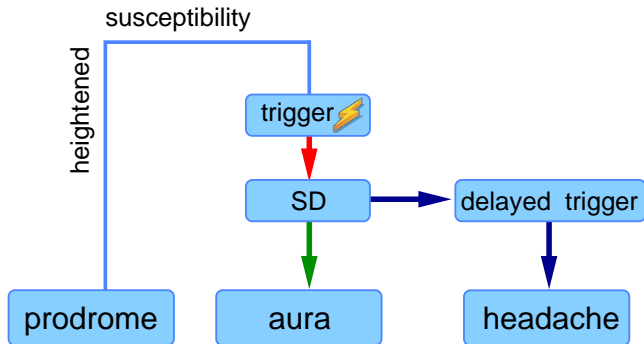 susceptibility
heightened
trigger
SD
delayed trigger
prodrome
aura
headache